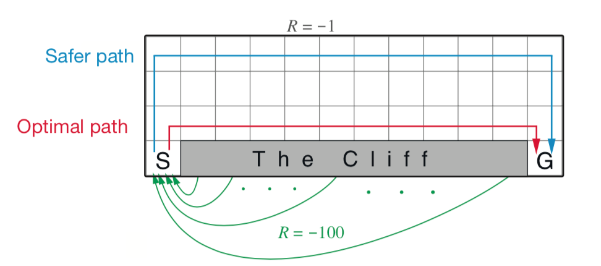 R = −1
Safer path
Optimal path
S
The Cliff
G
R = −100